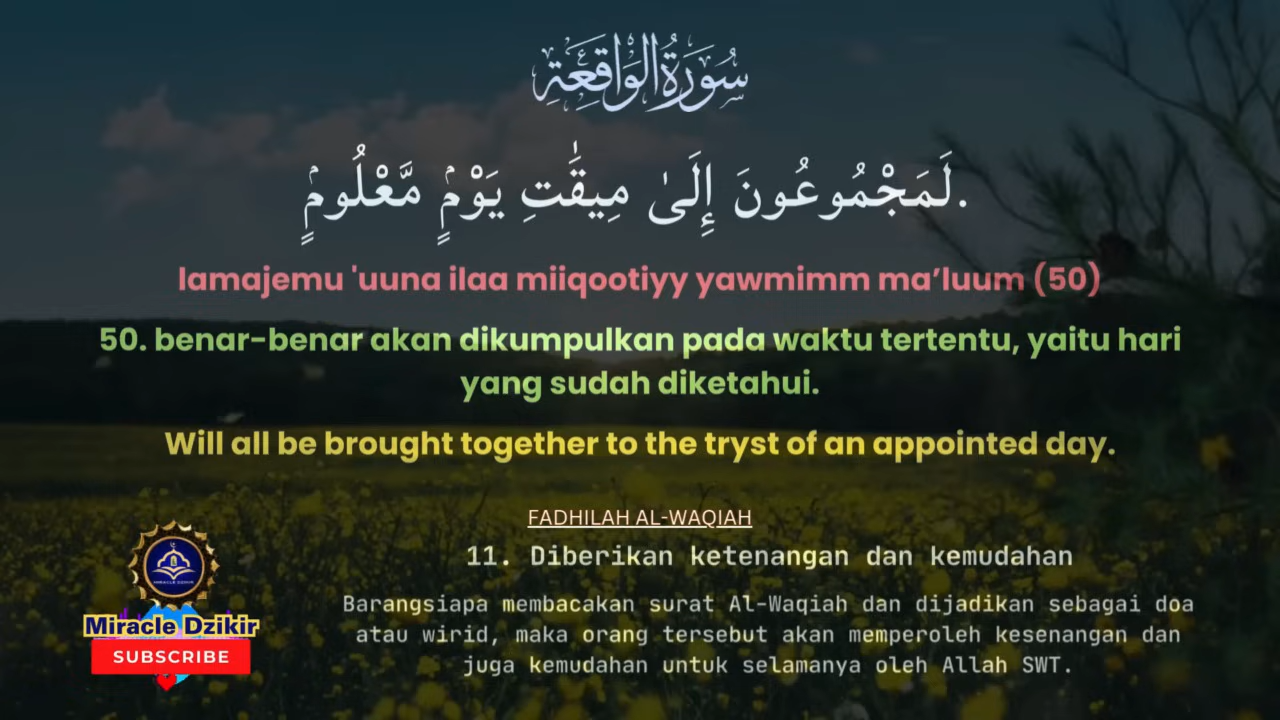 سُورَةُ الْوَاقِعَةِ
لَمَجْمُوعُونَ إِلَىٰ مِيقَٰتِ يَوْمٍۢ مَّعْلُومٍۢ.
lamajemu 'uuna ilaa miiqootiyy yawmimm ma’luum (50)
50. benar-benar akan dikumpulkan pada waktu tertentu, yaitu hari
yang sudah diketahui.
Will all be brought together to the tryst of an appointed day.
FADHILAH AL-WAQIAH
11. Diberikan ketenangan dan kemudahan
Barangsiapa membacakan surat Al-Waqiah dan dijadikan sebagai doa
atau wirid, maka orang tersebut akan memperoleh kesenangan dan
juga kemudahan untuk selamanya oleh Allah SWT.
MIRACLE DZIKIR
Miracle Dzikir
SUBSCRIBE